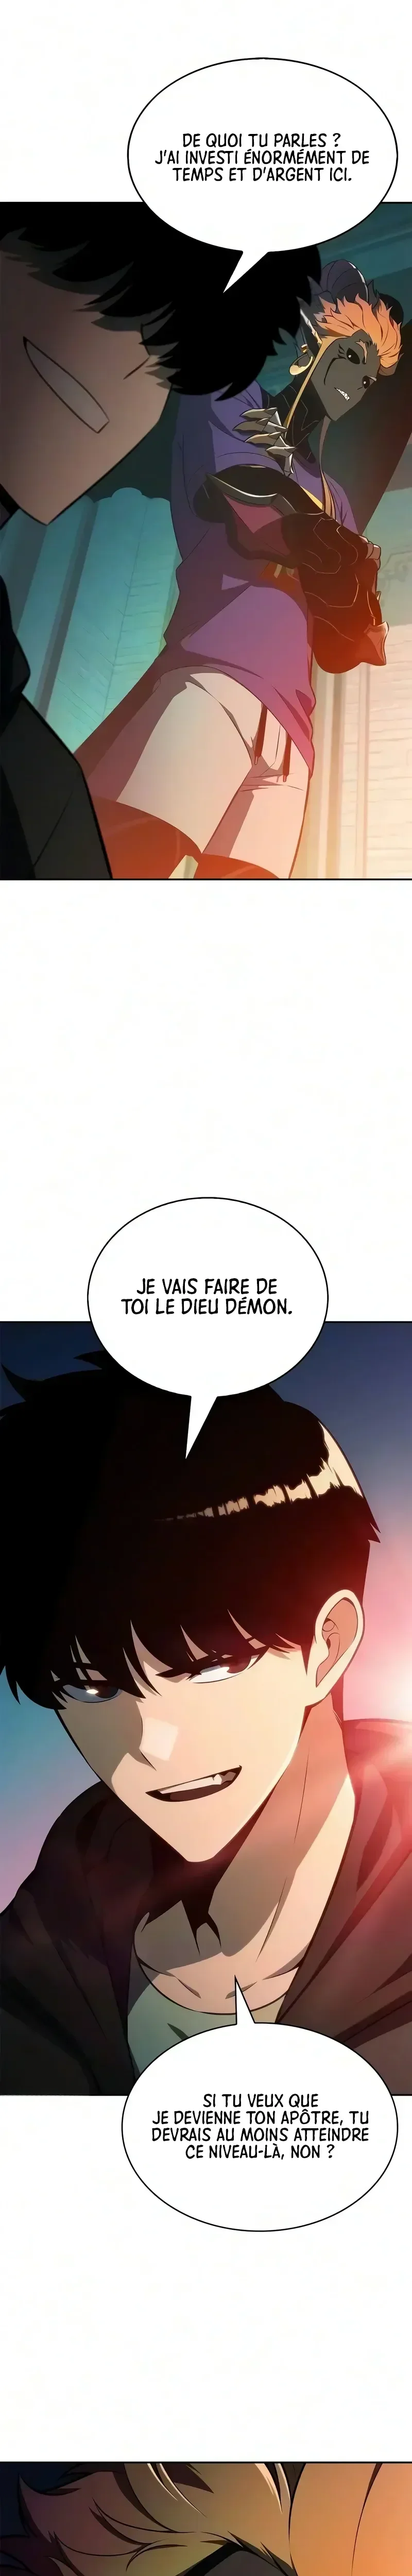 DE QUOI TU PARLES ?
J'AI INVESTI ÉNORMÉMENT DE
TEMPS ET D'ARGENT ICI.
JE VAIS FAIRE DE
TOI LE DIEU DÉMON.
SI TU VEUX QUE
JE DEVIENNE TON APÔTRE, TU
DEVRAIS AU MOINS ATTEINDRE
CE NIVEAU-LÀ, NON ?